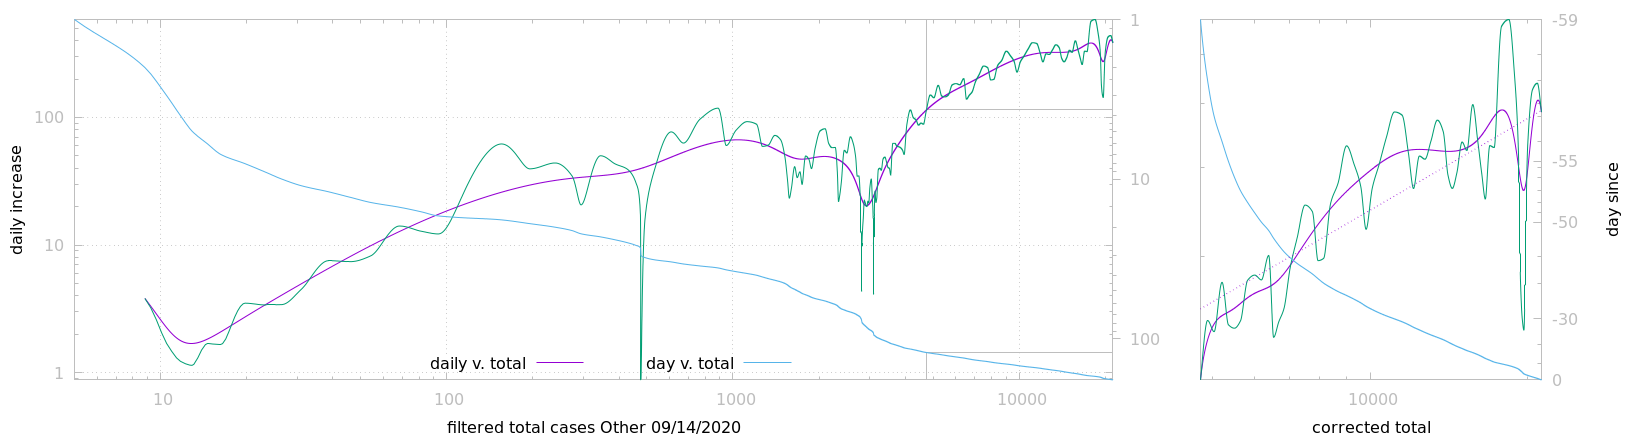 daily increase
100
10
1
daily v. total
day v. total
10
100
1000
10000
filtered total cases Other 09/14/2020
1
10
100
10000
corrected total
-59
-55
-50
-30
0
day since